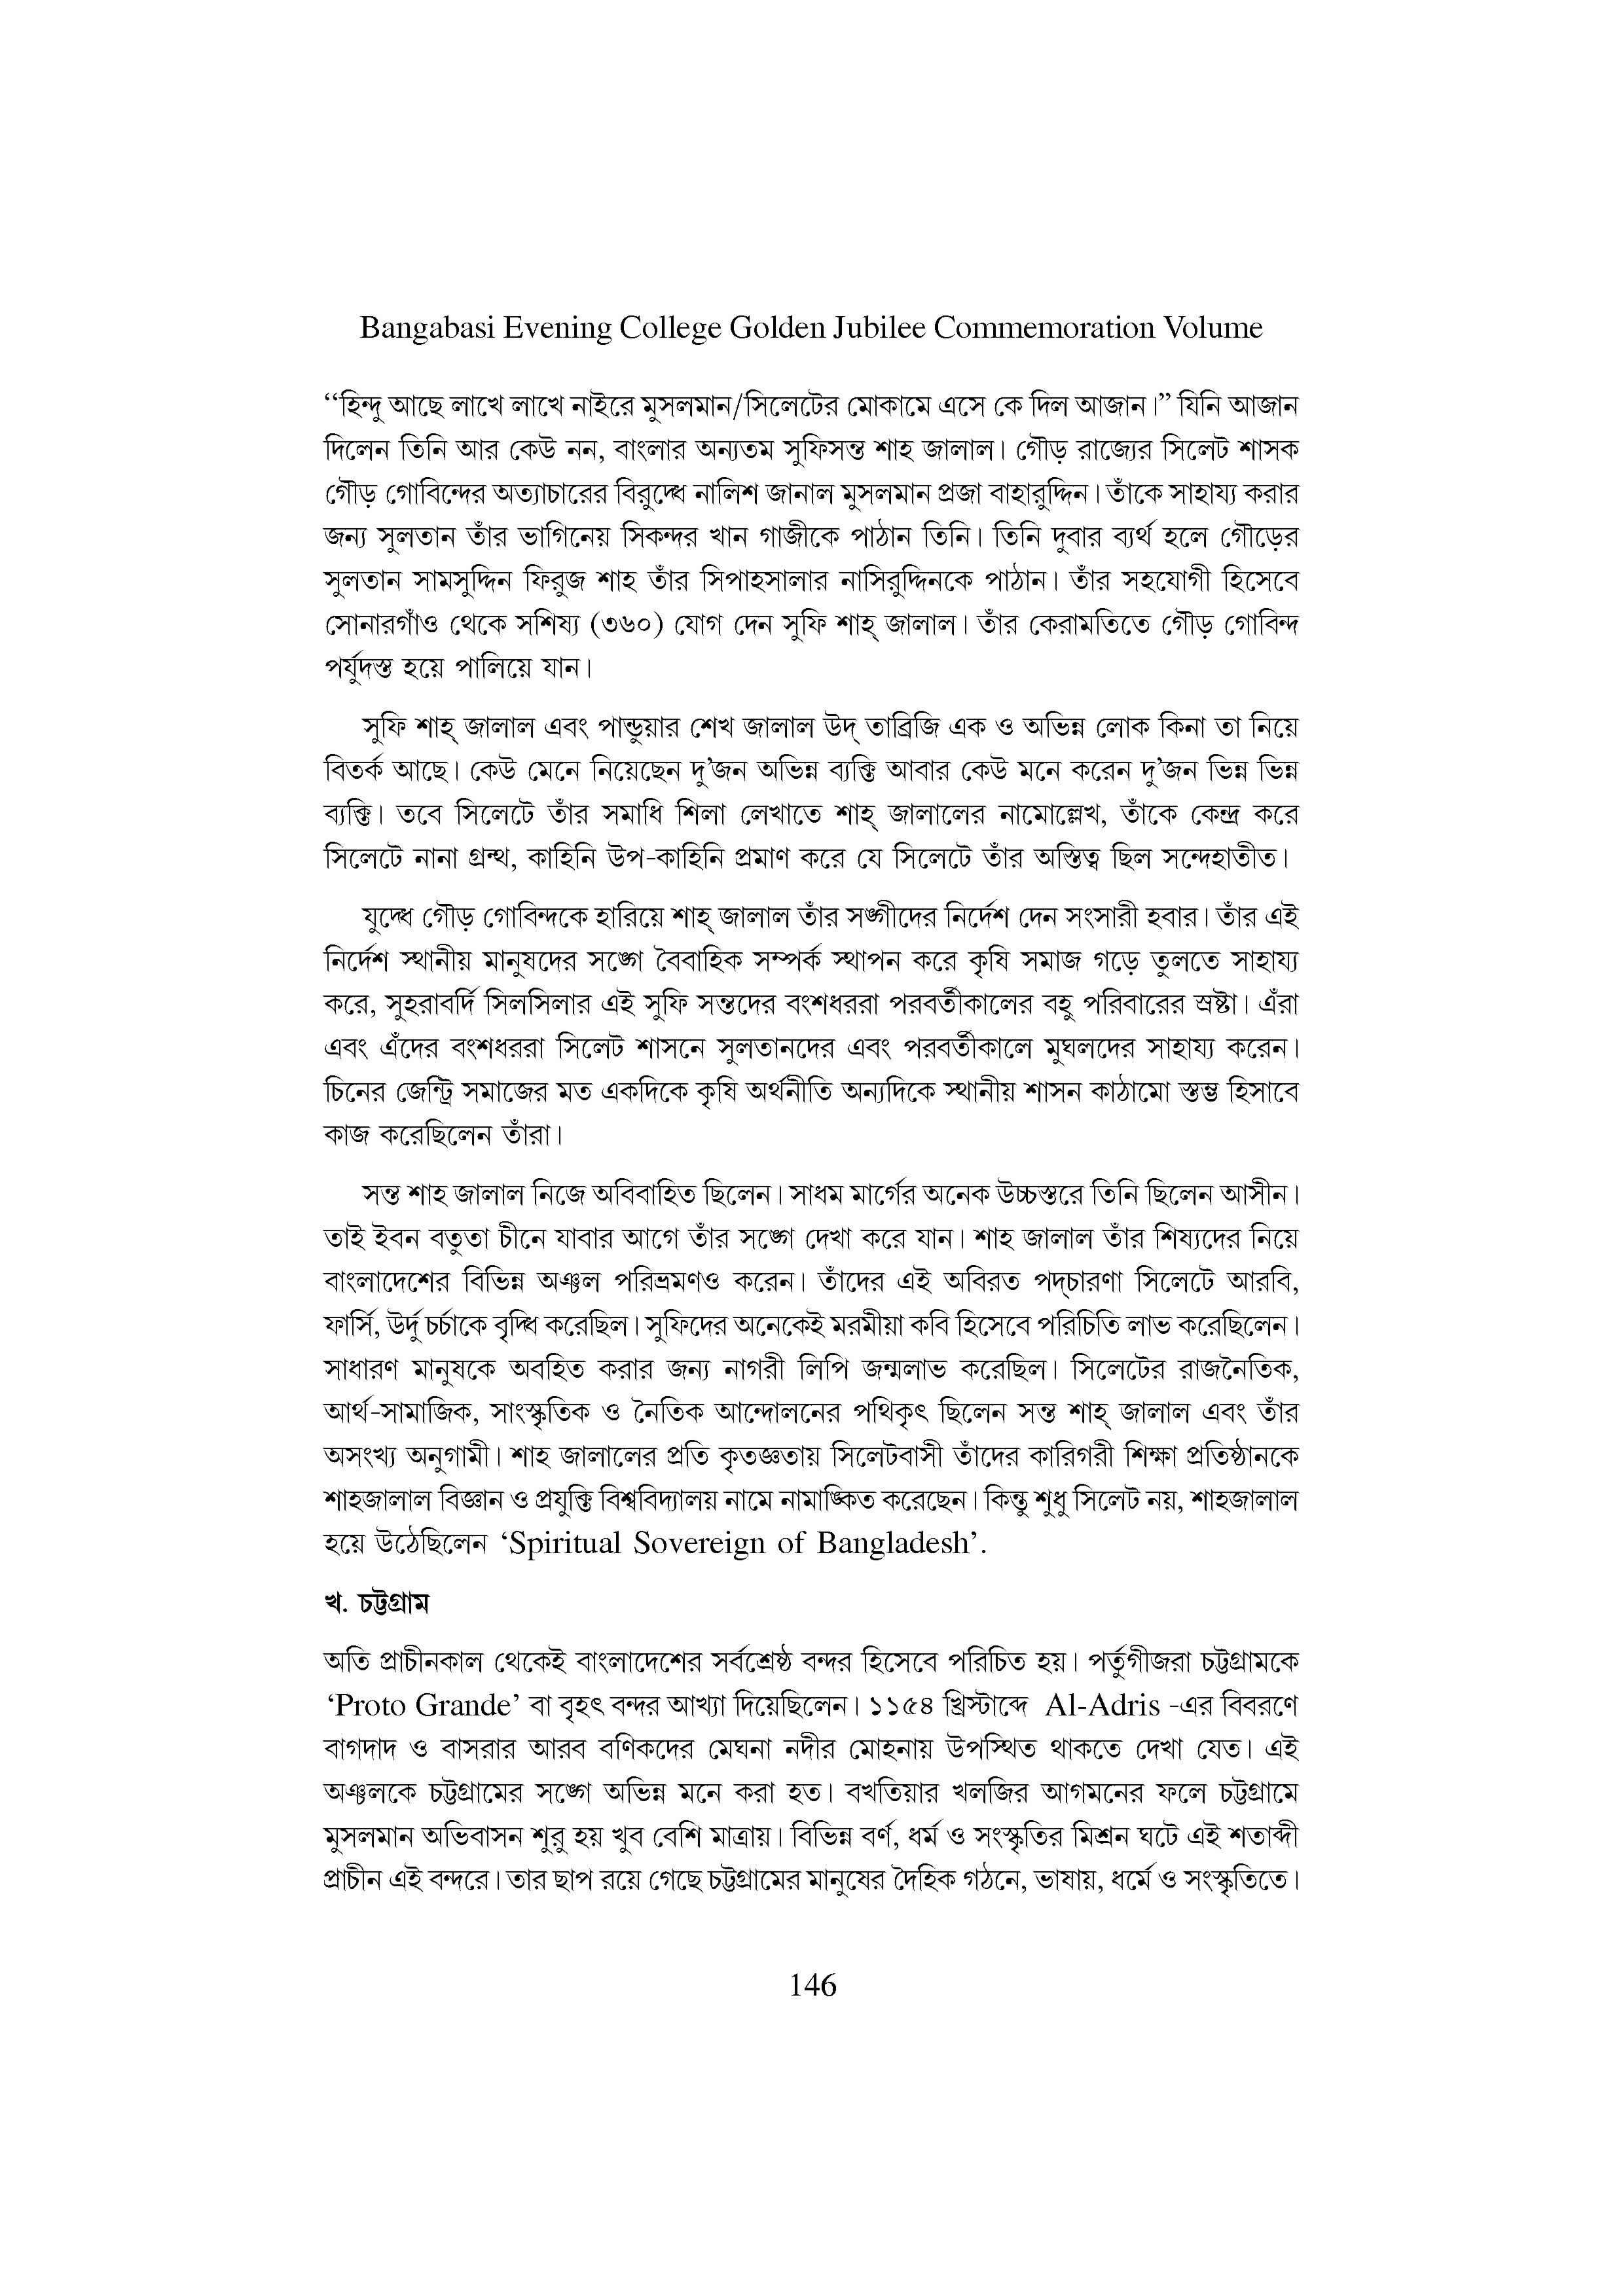 Bangabasi Evening College Golden Jubilee Commemoration Volume
“হিন্দু আছে লাখে লাখে নাইরে মুসলমান/সিলেটের মোকামে এসে কে দিল আজান।” যিনি আজান
দিলেন তিনি আর কেউ নন, বাংলার অন্যতম সুফিসন্ত শাহ জালাল। গৌড় রাজ্যের সিলেট শাসক
গৌড় গোবিন্দের অত্যাচারের বিরুদ্ধে নালিশ জানাল মুসলমান প্রজা বাহারুদ্দিন। তাঁকে সাহায্য করার
জন্য সুলতান তাঁর ভাগিনেয় সিকন্দর খান গাজীকে পাঠান তিনি। তিনি দুবার ব্যর্থ হলে গৌড়ের
সুলতান সামসুদ্দিন ফিরুজ শাহ তাঁর সিপাহসালার নাসিরুদ্দিনকে পাঠান। তাঁর সহযোগী হিসেবে
সোনারগাঁও থেকে সশিষ্য (৩৬০) যোগ দেন সুফি শাহ্ জালাল। তাঁর কেরামতিতে গৌড় গোবিন্দ
পর্যুদস্ত হয়ে পালিয়ে যান।
সুফি শাহ্ জালাল এবং পান্ডুয়ার শেখ জালাল উদ্ তাব্রিজি এক ও অভিন্ন লোক কিনা তা নিয়ে
বিতর্ক আছে। কেউ মেনে নিয়েছেন দু’জন অভিন্ন ব্যক্তি আবার কেউ মনে করেন দু’জন ভিন্ন ভিন্ন
ব্যক্তি। তবে সিলেটে তাঁর সমাধি শিলা লেখাতে শাহ্ জালালের নামোল্লেখ, তাঁকে কেন্দ্র করে
সিলেটে নানা গ্রন্থ, কাহিনি উপ-কাহিনি প্রমাণ করে যে সিলেটে তাঁর অস্তিত্ব ছিল সন্দেহাতীত।
যুদ্ধে গৌড় গোবিন্দকে হারিয়ে শাহ্ জালাল তাঁর সঙ্গীদের নির্দেশ দেন সংসারী হবার। তাঁর এই
নির্দেশ স্থানীয় মানুষদের সঙ্গে বৈবাহিক সম্পর্ক স্থাপন করে কৃষি সমাজ গড়ে তুলতে সাহায্য
করে, সুহরাবর্দি সিলসিলার এই সুফি সন্তদের বংশধররা পরবর্তীকালের বহু পরিবারের স্রষ্টা। এঁরা
এবং এঁদের বংশধররা সিলেট শাসনে সুলতানদের এবং পরবর্তীকালে মুঘলদের সাহায্য করেন।
চিনের জেন্ট্রি সমাজের মত একদিকে কৃষি অর্থনীতি অন্যদিকে স্থানীয় শাসন কাঠামো স্তম্ভ হিসাবে
কাজ করেছিলেন তাঁরা।
সন্ত শাহ জালাল নিজে অবিবাহিত ছিলেন। সাধম মার্গের অনেক উচ্চস্তরে তিনি ছিলেন আসীন।
তাই ইবন বতুতা চীনে যাবার আগে তাঁর সঙ্গে দেখা করে যান। শাহ জালাল তাঁর শিষ্যদের নিয়ে
বাংলাদেশের বিভিন্ন অঞ্চল পরিভ্রমণও করেন। তাঁদের এই অবিরত পদ্চারণা সিলেটে আরবি,
ফার্সি, উর্দু চর্চাকে বৃদ্ধি করেছিল। সুফিদের অনেকেই মরমীয়া কবি হিসেবে পরিচিতি লাভ করেছিলেন।
সাধারণ মানুষকে অবহিত করার জন্য নাগরী লিপি জন্মলাভ করেছিল। সিলেটের রাজনৈতিক,
আর্থ-সামাজিক, সাংস্কৃতিক ও নৈতিক আন্দোলনের পথিকৃৎ ছিলেন সন্ত শাহ্ জালাল এবং তাঁর
অসংখ্য অনুগামী। শাহ জালালের প্রতি কৃতজ্ঞতায় সিলেটবাসী তাঁদের কারিগরী শিক্ষা প্রতিষ্ঠানকে
শাহজালাল বিজ্ঞান ও প্রযুক্তি বিশ্ববিদ্যালয় নামে নামাঙ্কিত করেছেন। কিন্তু শুধু সিলেট নয়, শাহজালাল
হয়ে উঠেছিলেন ‘Spiritual Sovereign of Bangladesh’.
খ. চট্টগ্রাম
অতি প্রাচীনকাল থেকেই বাংলাদেশের সর্বশ্রেষ্ঠ বন্দর হিসেবে পরিচিত হয়। পর্তুগীজরা চট্টগ্রামকে
‘Proto Grande’ বা বৃহৎ বন্দর আখ্যা দিয়েছিলেন। ১১৫৪ খ্রিস্টাব্দে Al-Adris -এর বিবরণে
বাগদাদ ও বাসরার আরব বণিকদের মেঘনা নদীর মোহনায় উপস্থিত থাকতে দেখা যেত। এই
অঞ্চলকে চট্টগ্রামের সঙ্গে অভিন্ন মনে করা হত। বখতিয়ার খলজির আগমনের ফলে চট্টগ্রামে
মুসলমান অভিবাসন শুরু হয় খুব বেশি মাত্রায়। বিভিন্ন বর্ণ, ধর্ম ও সংস্কৃতির মিশ্রন ঘটে এই শতাব্দী
প্রাচীন এই বন্দরে। তার ছাপ রয়ে গেছে চট্টগ্রামের মানুষের দৈহিক গঠনে, ভাষায়, ধর্মে ও সংস্কৃতিতে।
146